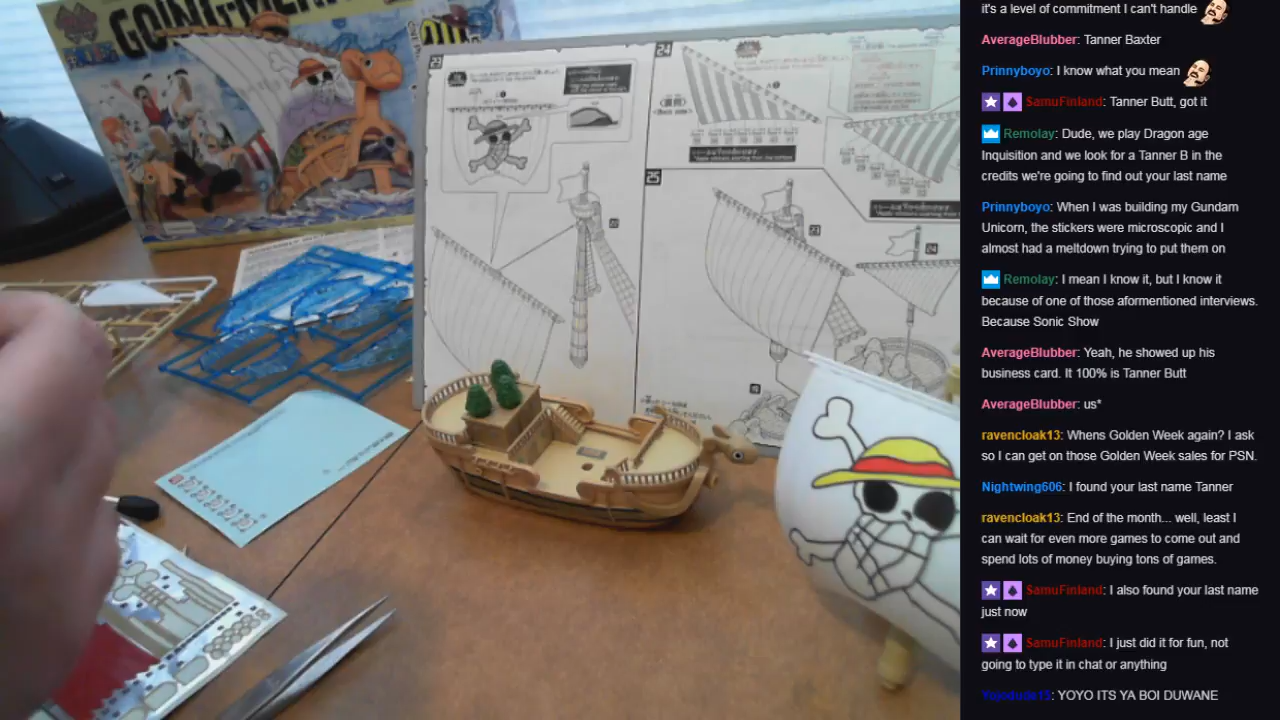 GOING MERRY
23
24
25
23
24
it's a level of commitment I can't handle
AverageBlubber: Tanner Baxter
Prinnyboyo: I know what you mean
SamuFinland: Tanner Butt, got it
Remolay: Dude, we play Dragon age
Inquisition and we look for a Tanner B in the
credits we're going to find out your last name
Prinnyboyo: When I was building my Gundam
Unicorn, the stickers were microscopic and I
almost had a meltdown trying to put them on
Remolay: I mean I know it, but I know it
because of one of those aformentioned interviews.
Because Sonic Show
AverageBlubber: Yeah, he showed up his
business card. It 100% is Tanner Butt
AverageBlubber: us*
ravencloak13: Whens Golden Week again? I ask
so I can get on those Golden Week sales for PSN.
Nightwing606: I found your last name Tanner
ravencloak13: End of the month... well, least I
can wait for even more games to come out and
spend lots of money buying tons of games.
SamuFinland: I also found your last name
just now
SamuFinland: I just did it for fun, not
going to type it in chat or anything
Yojodude13: YOYO ITS YA BOI DUWANE